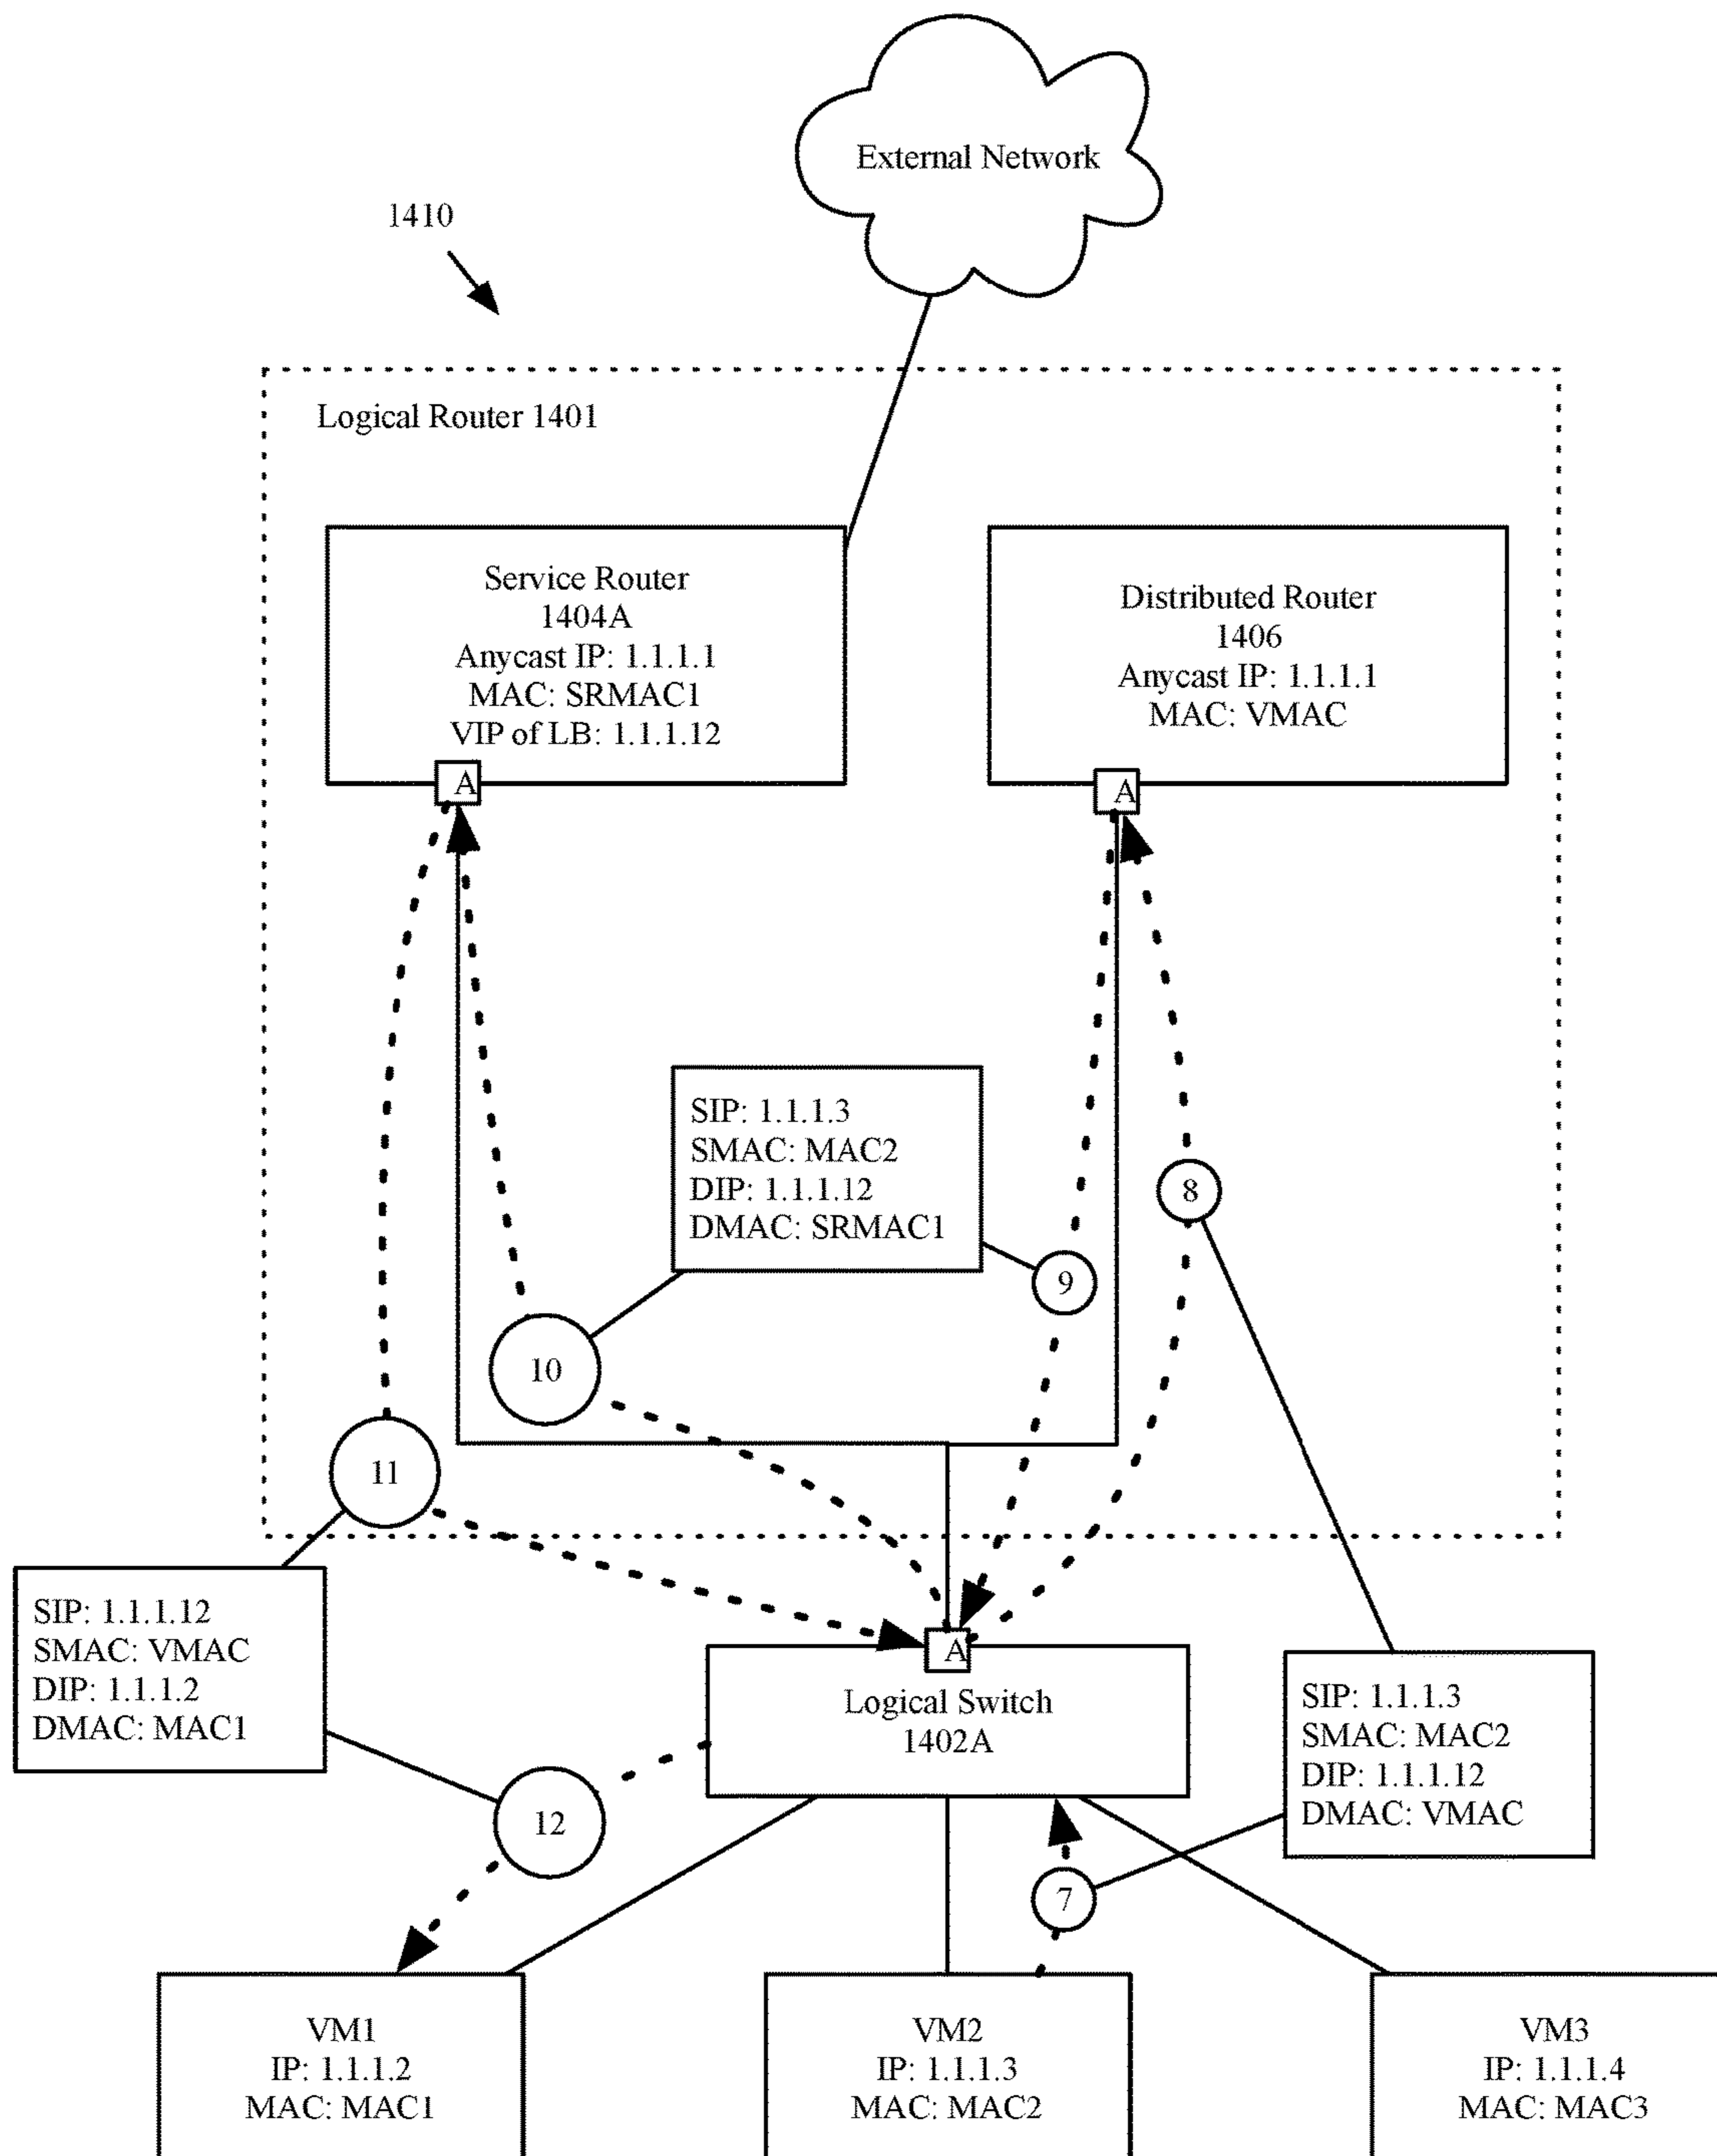 External Network
1410
Logical Router 1401
Service Router
1404A
Anycast IP: 1.1.1.1
MAC: SRMAC1
VIP of LB: 1.1.1.12
A
Distributed Router
1406
Anycast IP: 1.1.1.1
MAC: VMAC
A
SIP: 1.1.1.3
SMAC: MAC2
DIP: 1.1.1.12
DMAC: SRMAC1
8
9
10
11
SIP: 1.1.1.12
SMAC: VMAC
DIP: 1.1.1.2
DMAC: MAC1
A
Logical Switch
1402A
SIP: 1.1.1.3
SMAC: MAC2
DIP: 1.1.1.12
DMAC: VMAC
12
7
VM1
IP: 1.1.1.2
MAC: MAC1
VM2
IP: 1.1.1.3
MAC: MAC2
VM3
IP: 1.1.1.4
MAC: MAC3